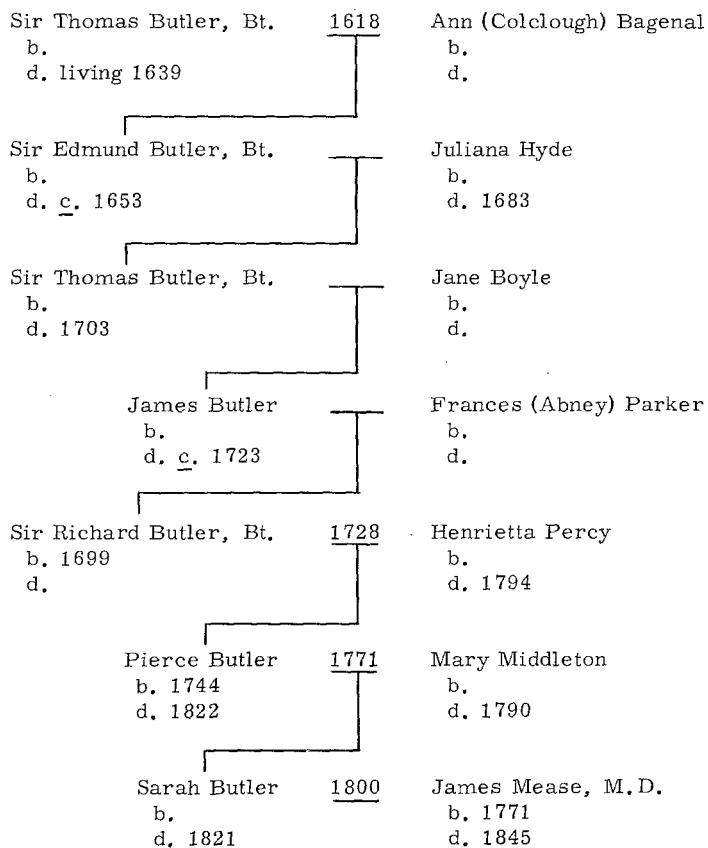 Sir Thomas Butler, Bt. 1618 Ann (Colclough) Bagenal
b. b.
d. living 1639 d.
Sir Edmund Butler, Bt. Juliana Hyde
b. b.
d. c. 1653 d. 1683
Sir Thomas Butler, Bt. Jane Boyle
b. b.
d. 1703 d.
James Butler Frances (Abney) Parker
b. b.
d. c. 1723 d.
Sir Richard Butler, Bt. 1728 Henrietta Percy
b. 1699 b.
d. d. 1794
Pierce Butler 1771 Mary Middleton
b. 1744 b.
d. 1822 d. 1790
Sarah Butler 1800 James Mease, M.D.
b. b. 1771
d. 1821 d. 1845